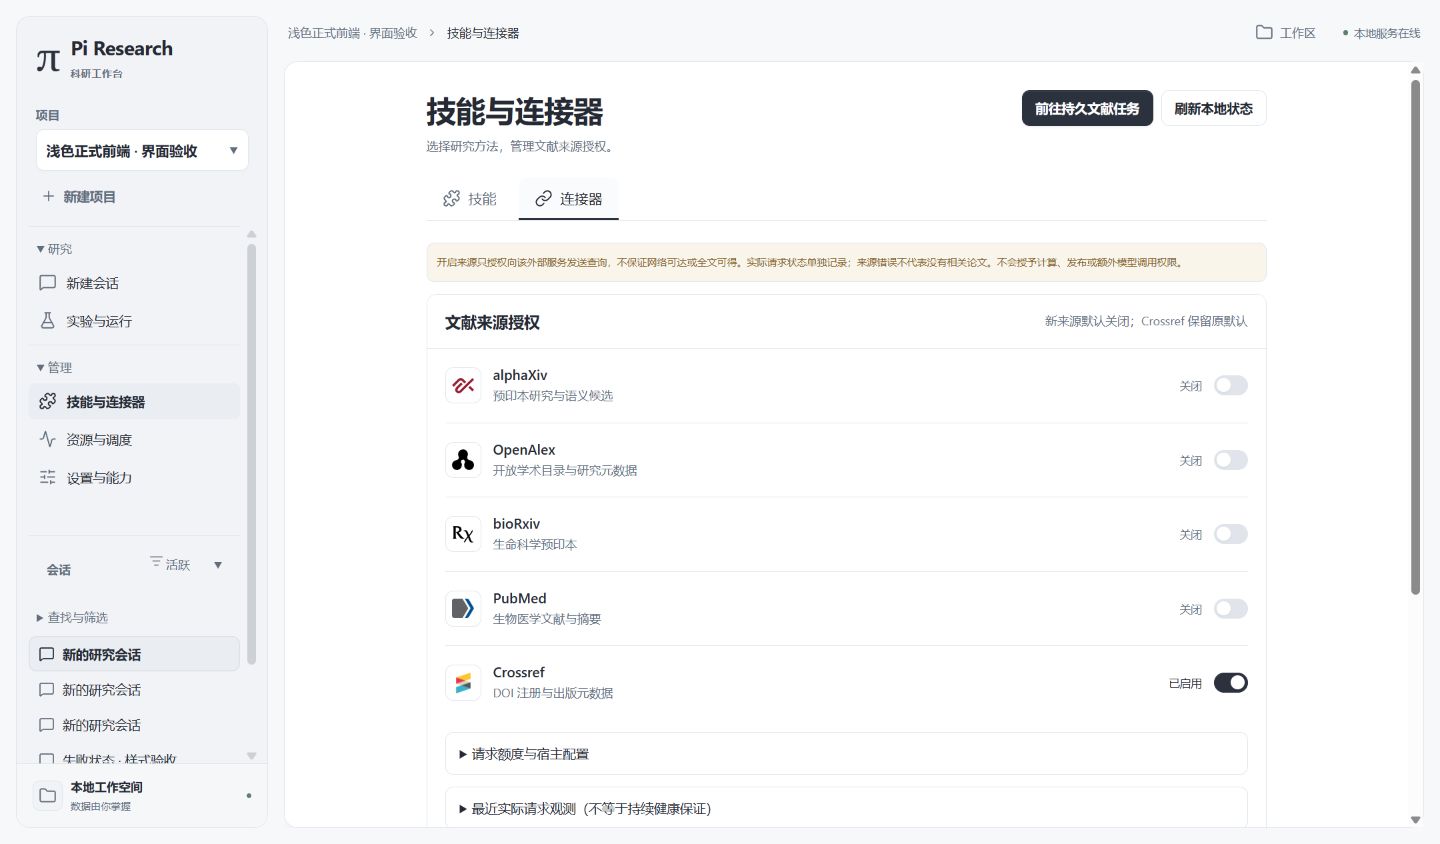 π
Pi Research
科研工作台
项目
浅色正式前端 · 界面验收 ▼
+ 新建项目
▼ 研究
新建会话
实验与运行
▼ 管理
技能与连接器
资源与调度
设置与能力
会话
活跃 ▼
▶ 查找与筛选
新的研究会话
新的研究会话
新的研究会话
失败状态 · 样式验收
本地工作空间
数据由你掌握
浅色正式前端 · 界面验收 > 技能与连接器
工作区
本地服务在线
技能与连接器
选择研究方法，管理文献来源授权。
前往持久文献任务
刷新本地状态
技能
连接器
开启来源只授权向该外部服务发送查询，不保证网络可达或全文可得。实际请求状态单独记录；来源错误不代表没有相关论文。不会授予计算、发布或额外模型调用权限。
文献来源授权
新来源默认关闭；Crossref 保留原默认
alphaXiv
预印本研究与语义候选
关闭
OpenAlex
开放学术目录与研究元数据
关闭
Rχ
bioRxiv
生命科学预印本
关闭
PubMed
生物医学文献与摘要
关闭
Crossref
DOI 注册与出版元数据
已启用
▶ 请求额度与宿主配置
▶ 最近实际请求观测（不等于持续健康保证）